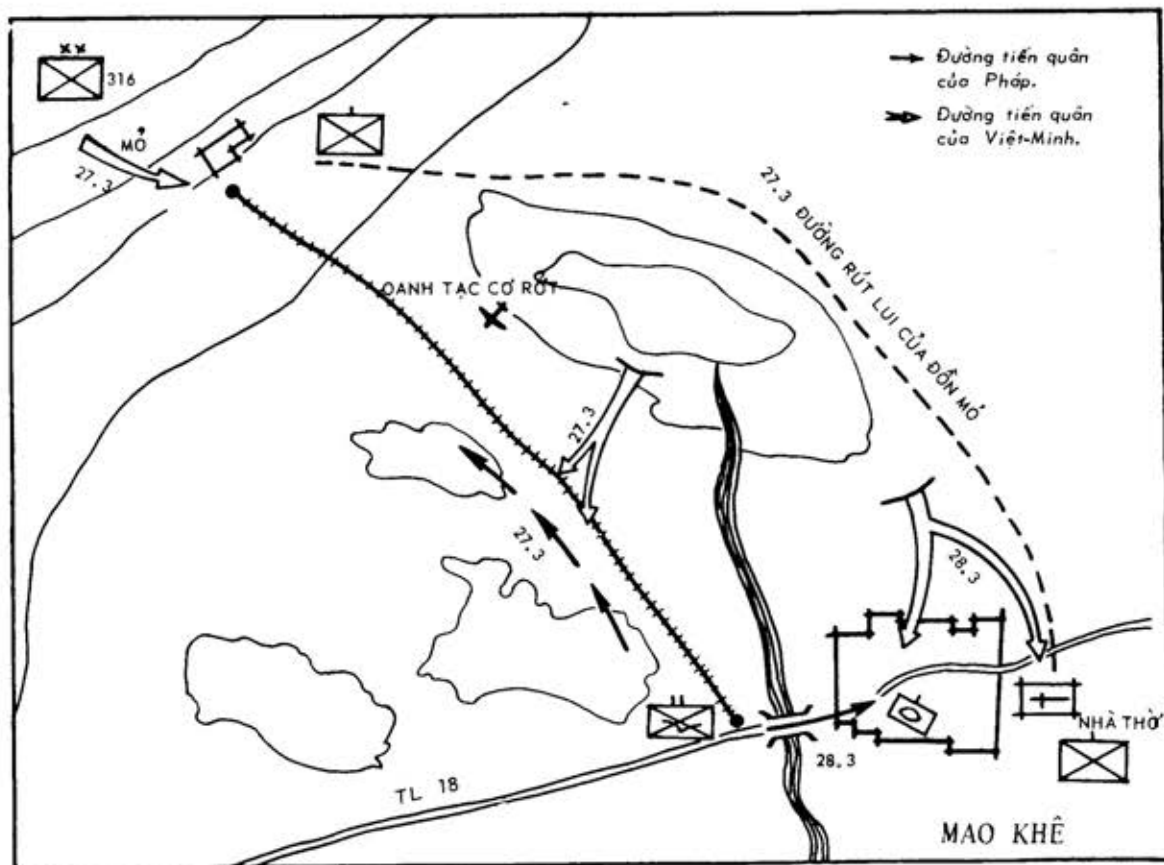 316
MỎ
27.3
Đường tiến quân
của Pháp.
Đường tiến quân
của Việt-Minh.
27.3 ĐƯỜNG RÚT LUI CỦA ĐỒN MỎ
OANH TẠC CƠ RỚT
27.3
27.3
28.3
NHÀ THỜ
28.3
TL 18
MAO KHÊ